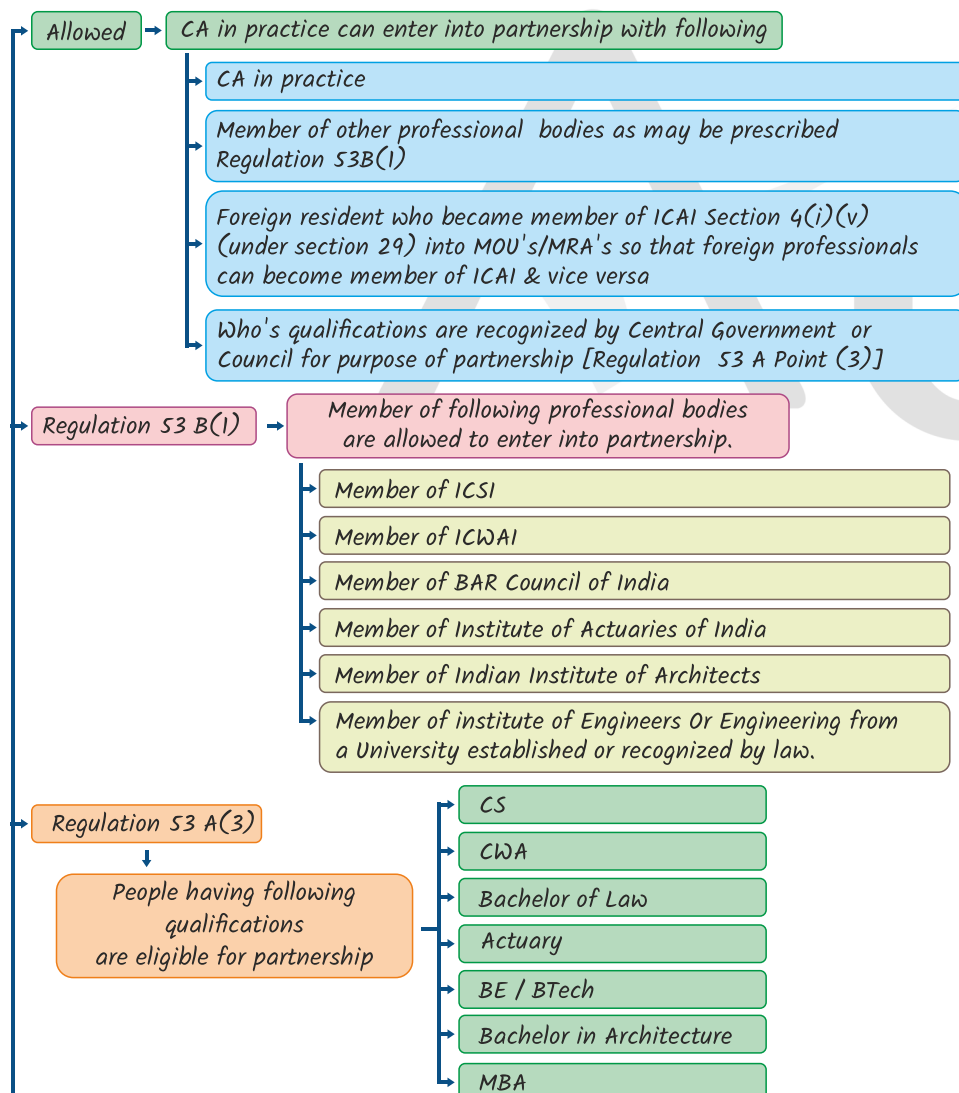 Allowed
CA in practice can enter into partnership with following
CA in practice
Member of other professional bodies as may be prescribed
Regulation 53B(1)
Foreign resident who became member of ICAI Section 4(i)(v)
(under section 29) into MOU's/MRA's so that foreign professionals
can become member of ICAI & vice versa
Who's qualifications are recognized by Central Government or
Council for purpose of partnership [Regulation 53 A Point (3)]
Regulation 53 B(1)
Member of following professional bodies
are allowed to enter into partnership.
Member of ICSI
Member of ICWAI
Member of BAR Council of India
Member of Institute of Actuaries of India
Member of Indian Institute of Architects
Member of institute of Engineers Or Engineering from
a University established or recognized by law.
Regulation 53 A(3)
People having following
qualifications
are eligible for partnership
CS
CWA
Bachelor of Law
Actuary
BE / BTech
Bachelor in Architecture
MBA